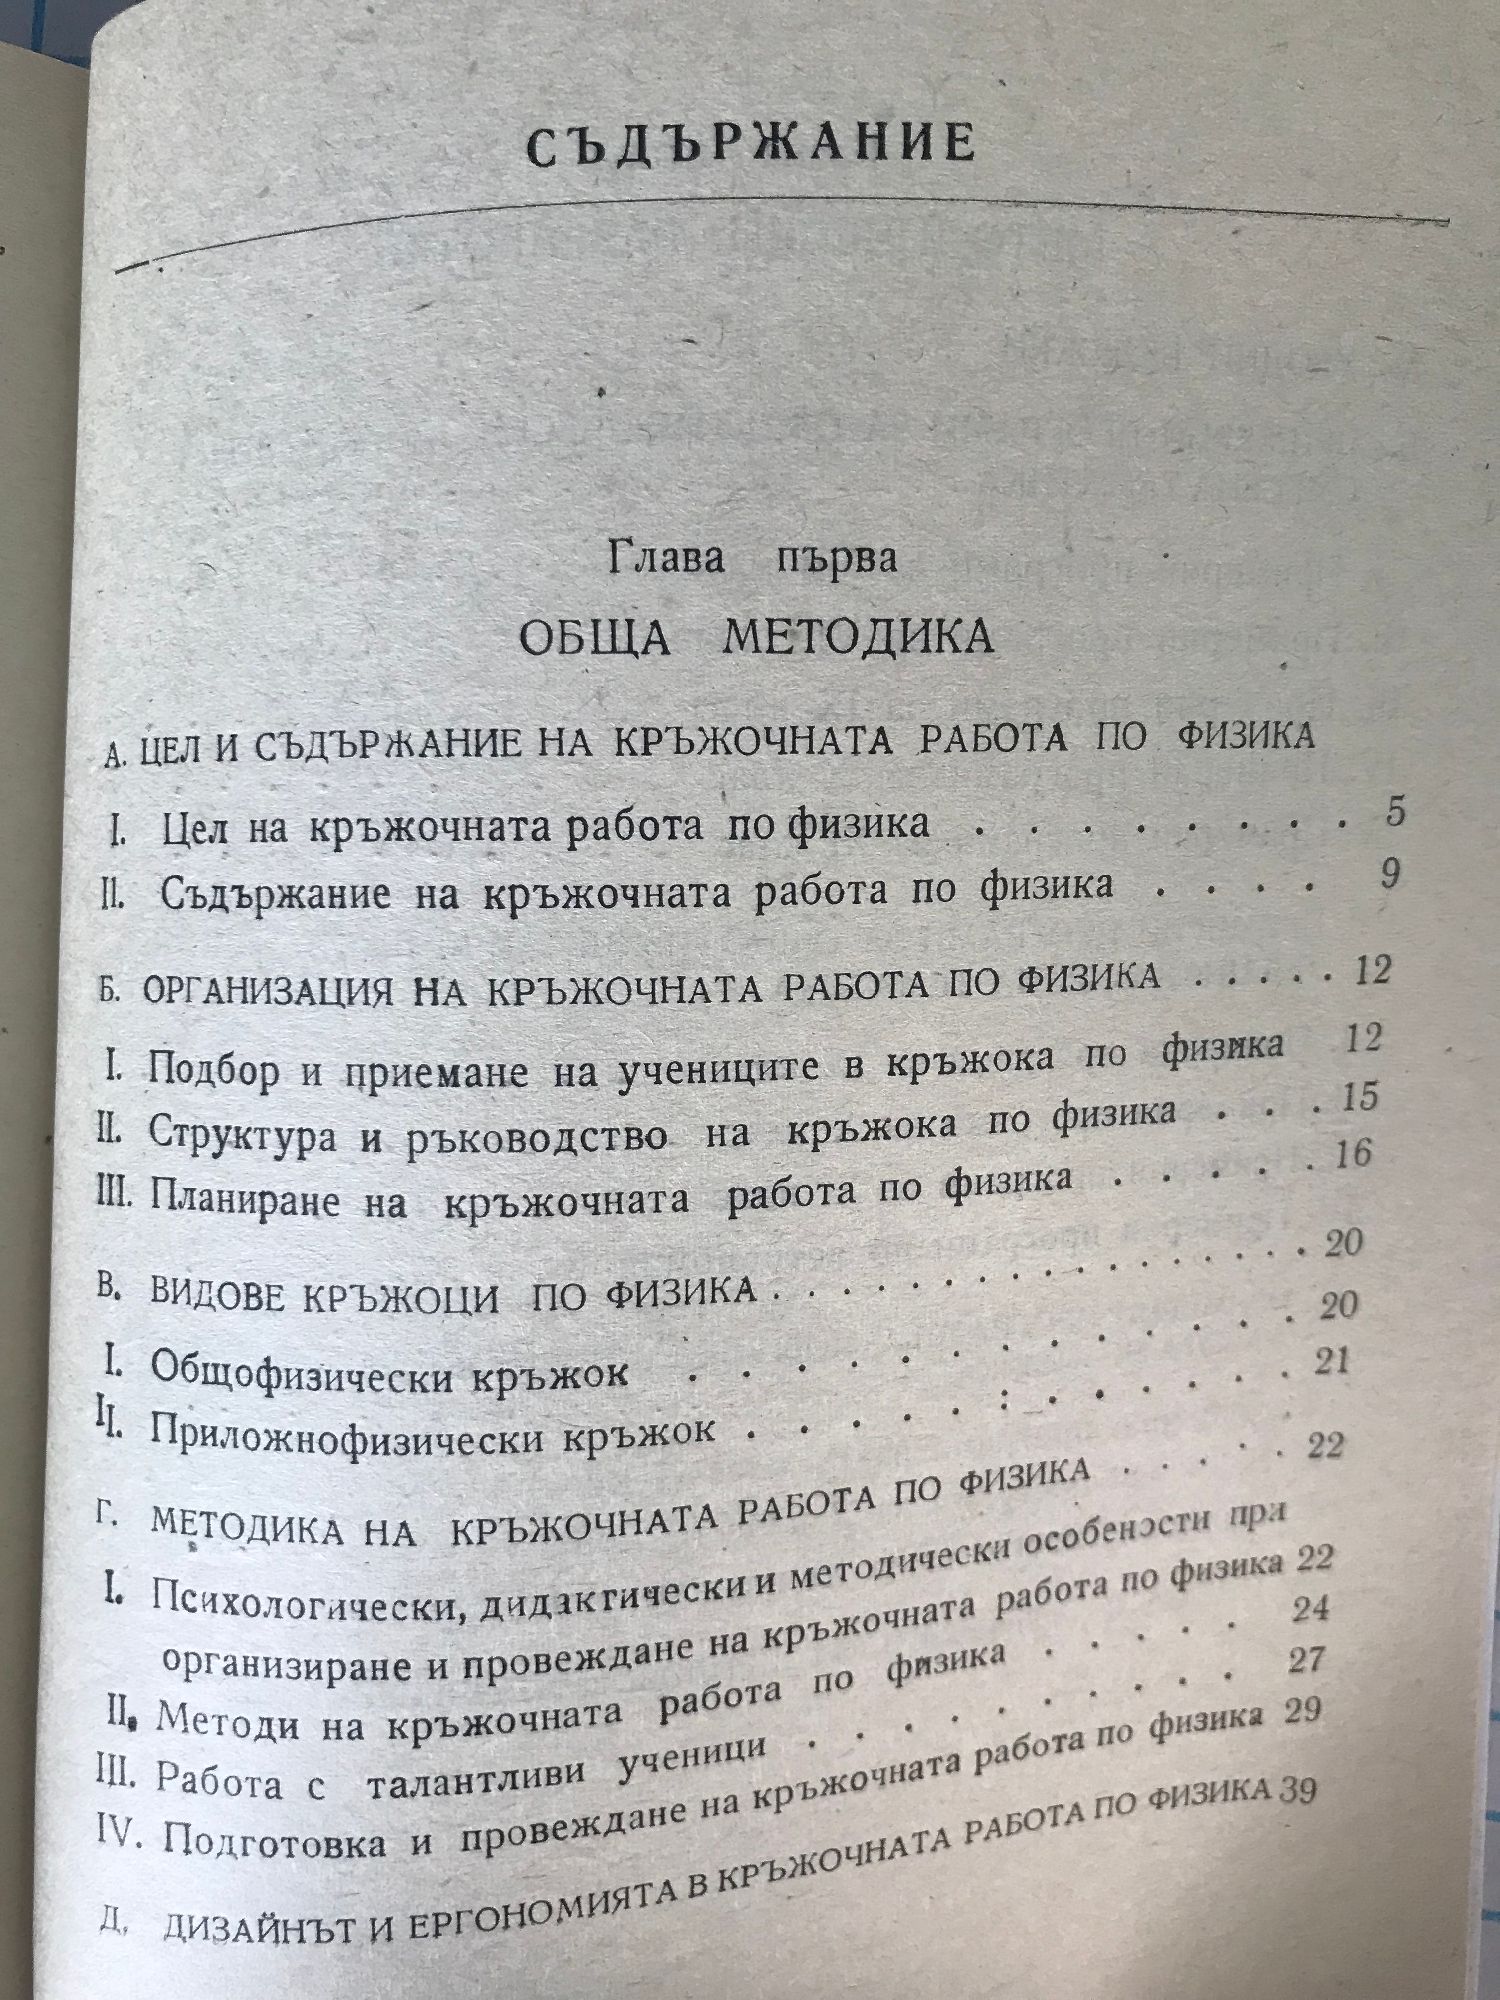 СЪДЪРЖАНИЕ
Глава първа
ОБЩА МЕТОДИКА
А. ЦЕЛ И СЪДЪРЖАНИЕ НА КРЪЖОЧНАТА РАБОТА ПО ФИЗИКА
I. Цел на кръжочната работа по физика . . . . . . . . 5
II. Съдържание на кръжочната работа по физика . . . . 9
Б. ОРГАНИЗАЦИЯ НА КРЪЖОЧНАТА РАБОТА ПО ФИЗИКА . . . . . 12
I. Подбор и приемане на учениците в кръжока по физика 12
II. Структура и ръководство на кръжока по физика . . . 15
III. Планиране на кръжочната работа по физика . . . . . 16
В. ВИДОВЕ КРЪЖОЦИ ПО ФИЗИКА . . . . . . . . . . . . . . . . 20
I. Общофизически кръжок . . . . . . . . . . . . 20
II. Приложнофизически кръжок . . . . . . . . . . . 21
Г. МЕТОДИКА НА КРЪЖОЧНАТА РАБОТА ПО ФИЗИКА . . . . . 22
I. Психологически, дидактически и методически особености при
организиране и провеждане на кръжочната работа по физика 22
II. Методи на кръжочната работа по физика . . . . . 24
III. Работа с талантливи ученици . . . . . . . . . . 27
IV. Подготовка и провеждане на кръжочната работа по физика 29
Д. ДИЗАЙНЪТ И ЕРГОНОМИЯТА В КРЪЖОЧНАТА РАБОТА ПО ФИЗИКА 39